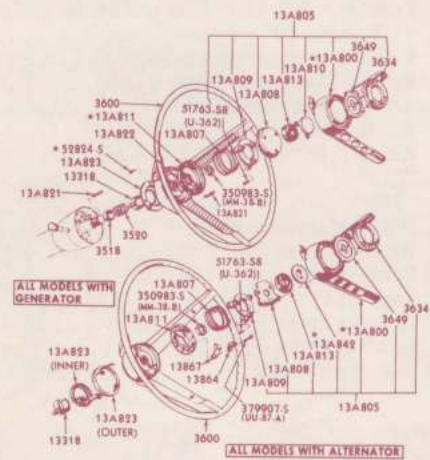 13A805
3649
*13A800
3634
13A810
13A813
13A809
13A808
51763-S8
(U-362))
3600
*13A811
13A807
13A822
*52824-S
13A823
13318
13A821
350983-S
(MM-38-B)
13A821
3520
3518
ALL MODELS WITH
GENERATOR
51763-S8
(U-362))
13A807
350983-S
(MM-38-B)
13A811
3634
3649
*13A800
*
13A842
13A813
13A808
13A809
13867
13864
13A805
13A823
(INNER)
13A823
(OUTER)
13318
379907-S
(UU-87-A)
3600
ALL MODELS WITH ALTERNATOR